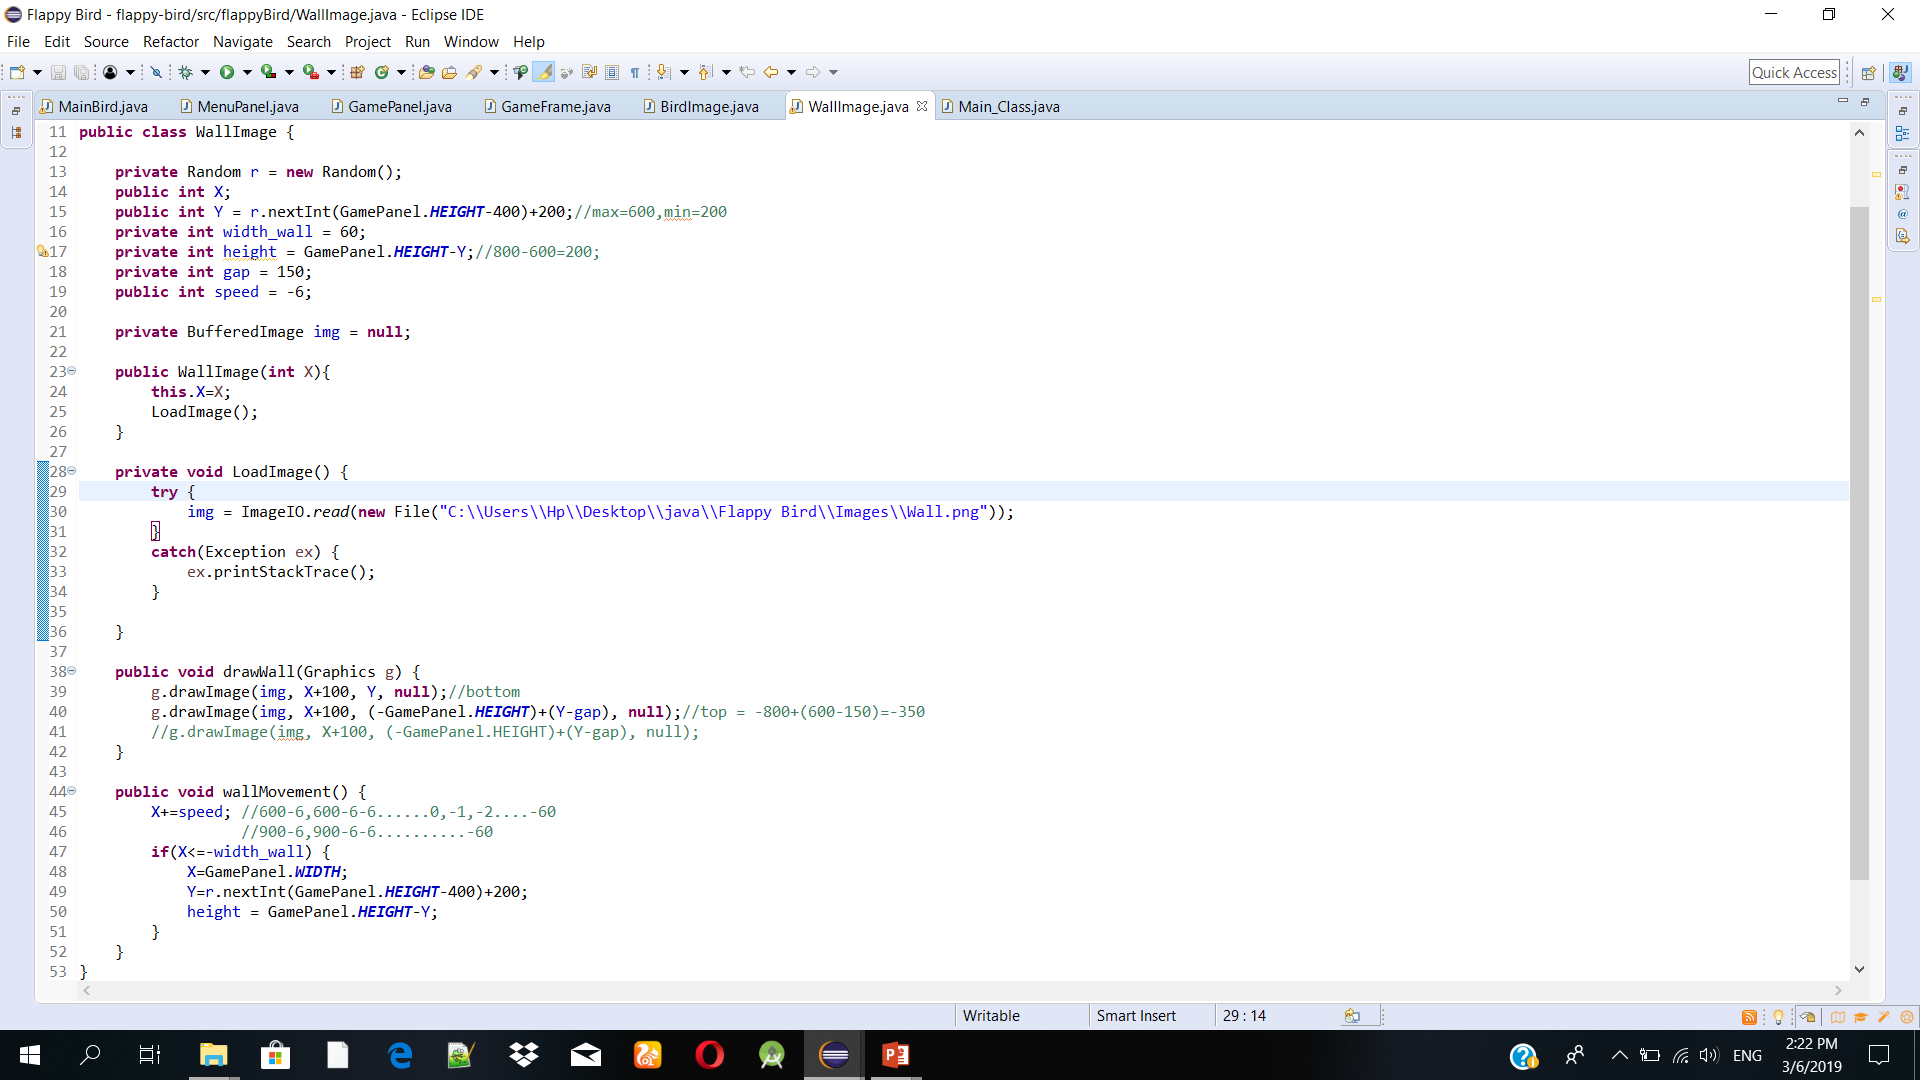 Flappy Bird - flappy-bird/src/flappyBird/WallImage.java - Eclipse IDE
File Edit Source Refactor Navigate Search Project Run Window Help
Quick Access
MainBird.java MenuPanel.java GamePanel.java GameFrame.java BirdImage.java WallImage.java Main_Class.java
11 public class WallImage {
12
13 private Random r = new Random();
14 public int X;
15 public int Y = r.nextInt(GamePanel.HEIGHT-400)+200;//max=600,min=200
16 private int width_wall = 60;
17 private int height = GamePanel.HEIGHT-Y;//800-600=200;
18 private int gap = 150;
19 public int speed = -6;
20
21 private BufferedImage img = null;
22
23 public WallImage(int X){
24 this.X=X;
25 LoadImage();
26 }
27
28 private void LoadImage() {
29 try {
30 img = ImageIO.read(new File("C:\\Users\\Hp\\Desktop\\java\\Flappy Bird\\Images\\Wall.png"));
31 }
32 catch(Exception ex) {
33 ex.printStackTrace();
34 }
35
36 }
37
38 public void drawWall(Graphics g) {
39 g.drawImage(img, X+100, Y, null);//bottom
40 g.drawImage(img, X+100, (-GamePanel.HEIGHT)+(Y-gap), null);//top = -800+(600-150)=-350
41 //g.drawImage(img, X+100, (-GamePanel.HEIGHT)+(Y-gap), null);
42 }
43
44 public void wallMovement() {
45 X+=speed; //600-6,600-6-6......0,-1,-2....-60
46 //900-6,900-6-6..........-60
47 if(X<=-width_wall) {
48 X=GamePanel.WIDTH;
49 Y=r.nextInt(GamePanel.HEIGHT-400)+200;
50 height = GamePanel.HEIGHT-Y;
51 }
52 }
53 }
Writable Smart Insert 29 : 14
ENG
2:22 PM
3/6/2019